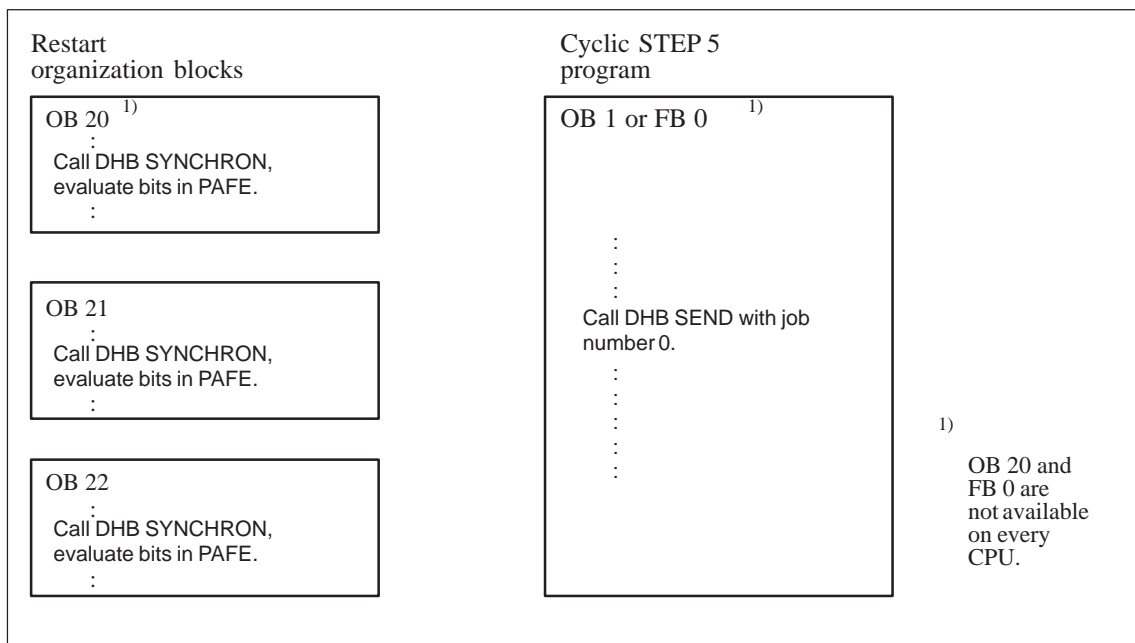 Restart
organization blocks
OB 20 1)
:
Call DHB SYNCHRON,
evaluate bits in PAFE.
:
OB 21
:
Call DHB SYNCHRON,
evaluate bits in PAFE.
:
OB 22
:
Call DHB SYNCHRON,
evaluate bits in PAFE.
:
Cyclic STEP 5
program
OB 1 or FB 0 1)
:
:
:
Call DHB SEND with job
number 0.
:
:
:
:
:
1)
OB 20 and
FB 0 are
not available
on every
CPU.